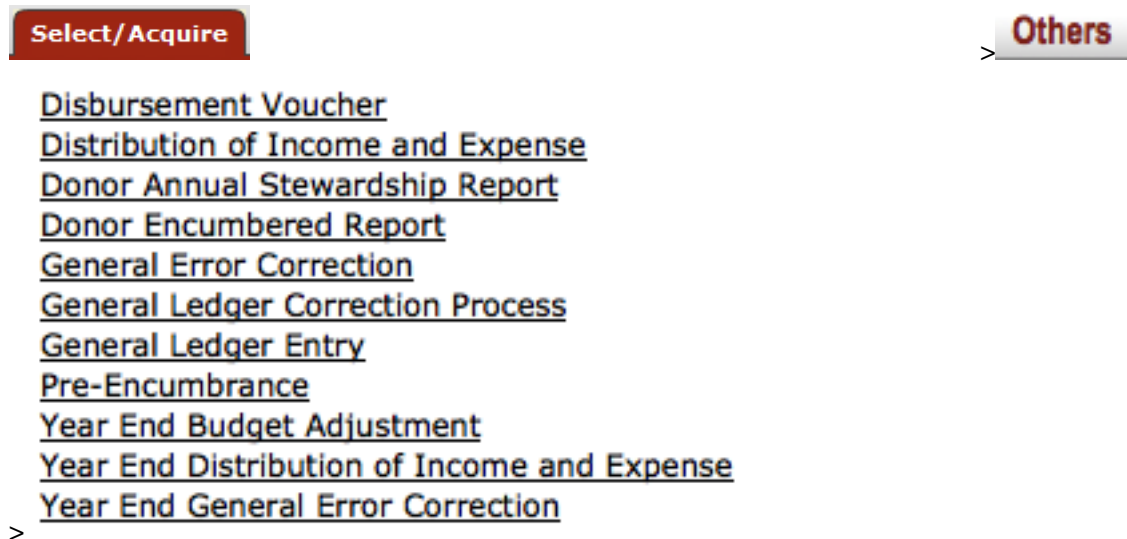 Select/Acquire
> Others
Disbursement Voucher
Distribution of Income and Expense
Donor Annual Stewardship Report
Donor Encumbered Report
General Error Correction
General Ledger Correction Process
General Ledger Entry
Pre-Encumbrance
Year End Budget Adjustment
Year End Distribution of Income and Expense
Year End General Error Correction
>